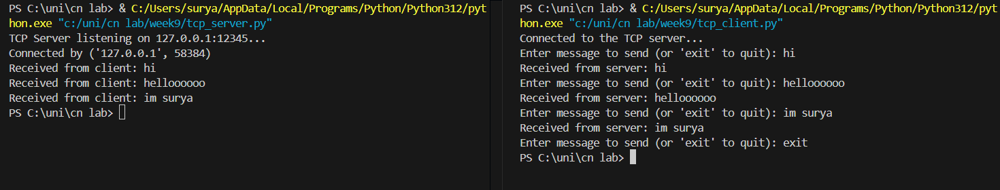 PS C:\uni\cn lab> & C:/Users/surya/AppData/Local/Programs/Python/Python312/pyt
hon.exe "c:/uni/cn lab/week9/tcp_server.py"
TCP Server listening on 127.0.0.1:12345...
Connected by ('127.0.0.1', 58384)
Received from client: hi
Received from client: helloooooo
Received from client: im surya
PS C:\uni\cn lab>
PS C:\uni\cn lab> & C:/Users/surya/AppData/Local/Programs/Python/Python312/pyt
hon.exe "c:/uni/cn lab/week9/tcp_client.py"
Connected to the TCP server...
Enter message to send (or 'exit' to quit): hi
Received from server: hi
Enter message to send (or 'exit' to quit): helloooooo
Received from server: helloooooo
Enter message to send (or 'exit' to quit): im surya
Received from server: im surya
Enter message to send (or 'exit' to quit): exit
PS C:\uni\cn lab>